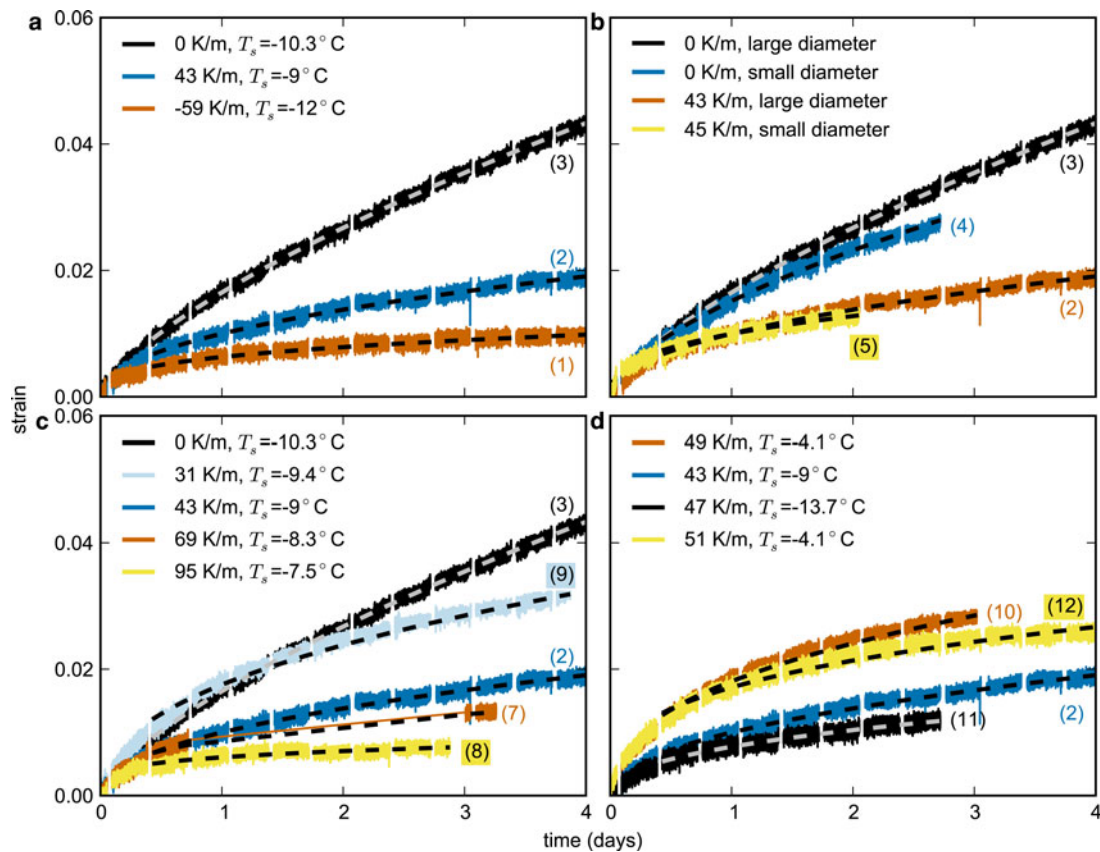 a
0.06
0.04
0.02
0.00
0 K/m, Tₛ=-10.3°C
43 K/m, Tₛ=-9°C
-59 K/m, Tₛ=-12°C
(3)
(2)
(1)
b
0 K/m, large diameter
0 K/m, small diameter
43 K/m, large diameter
45 K/m, small diameter
(3)
(4)
(2)
(5)
strain
c
0.06
0.04
0.02
0.00
0 K/m, Tₛ=-10.3°C
31 K/m, Tₛ=-9.4°C
43 K/m, Tₛ=-9°C
69 K/m, Tₛ=-8.3°C
95 K/m, Tₛ=-7.5°C
(3)
(9)
(2)
(7)
(8)
0 1 2 3 4
d
49 K/m, Tₛ=-4.1°C
43 K/m, Tₛ=-9°C
47 K/m, Tₛ=-13.7°C
51 K/m, Tₛ=-4.1°C
(12)
(10)
(2)
(11)
0 1 2 3 4
time (days)